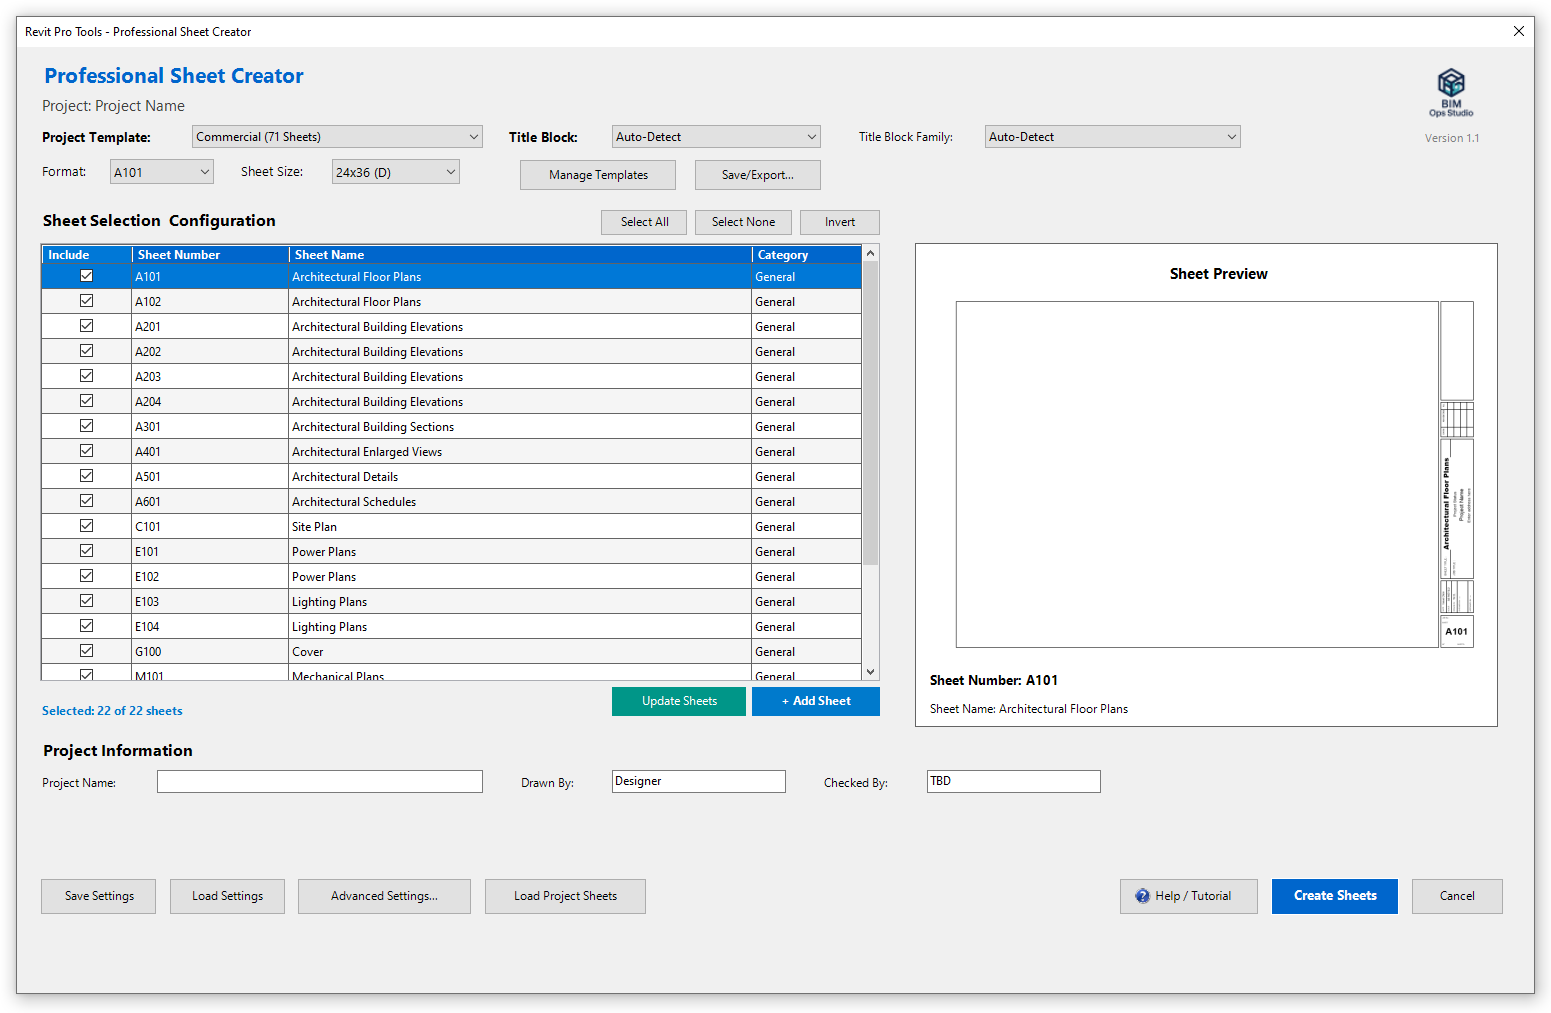 Revit Pro Tools - Professional Sheet Creator
Professional Sheet Creator
Project: Project Name
BIM
Ops Studio
Version 1.1
Project Template: Commercial (71 Sheets) Title Block: Auto-Detect Title Block Family: Auto-Detect
Format: A101 Sheet Size: 24x36 (D) Manage Templates Save/Export...
Sheet Selection  Configuration Select All Select None Invert
Include Sheet Number Sheet Name Category
A101 Architectural Floor Plans General
A102 Architectural Floor Plans General
A201 Architectural Building Elevations General
A202 Architectural Building Elevations General
A203 Architectural Building Elevations General
A204 Architectural Building Elevations General
A301 Architectural Building Sections General
A401 Architectural Enlarged Views General
A501 Architectural Details General
A601 Architectural Schedules General
C101 Site Plan General
E101 Power Plans General
E102 Power Plans General
E103 Lighting Plans General
E104 Lighting Plans General
G100 Cover General
M101 Mechanical Plans General
Selected: 22 of 22 sheets Update Sheets + Add Sheet
Sheet Preview
Architectural Floor Plans
Project Status
Project Name
Enter address here
A101
Sheet Number: A101
Sheet Name: Architectural Floor Plans
Project Information
Project Name: Drawn By: Designer Checked By: TBD
Save Settings Load Settings Advanced Settings... Load Project Sheets Help / Tutorial Create Sheets Cancel